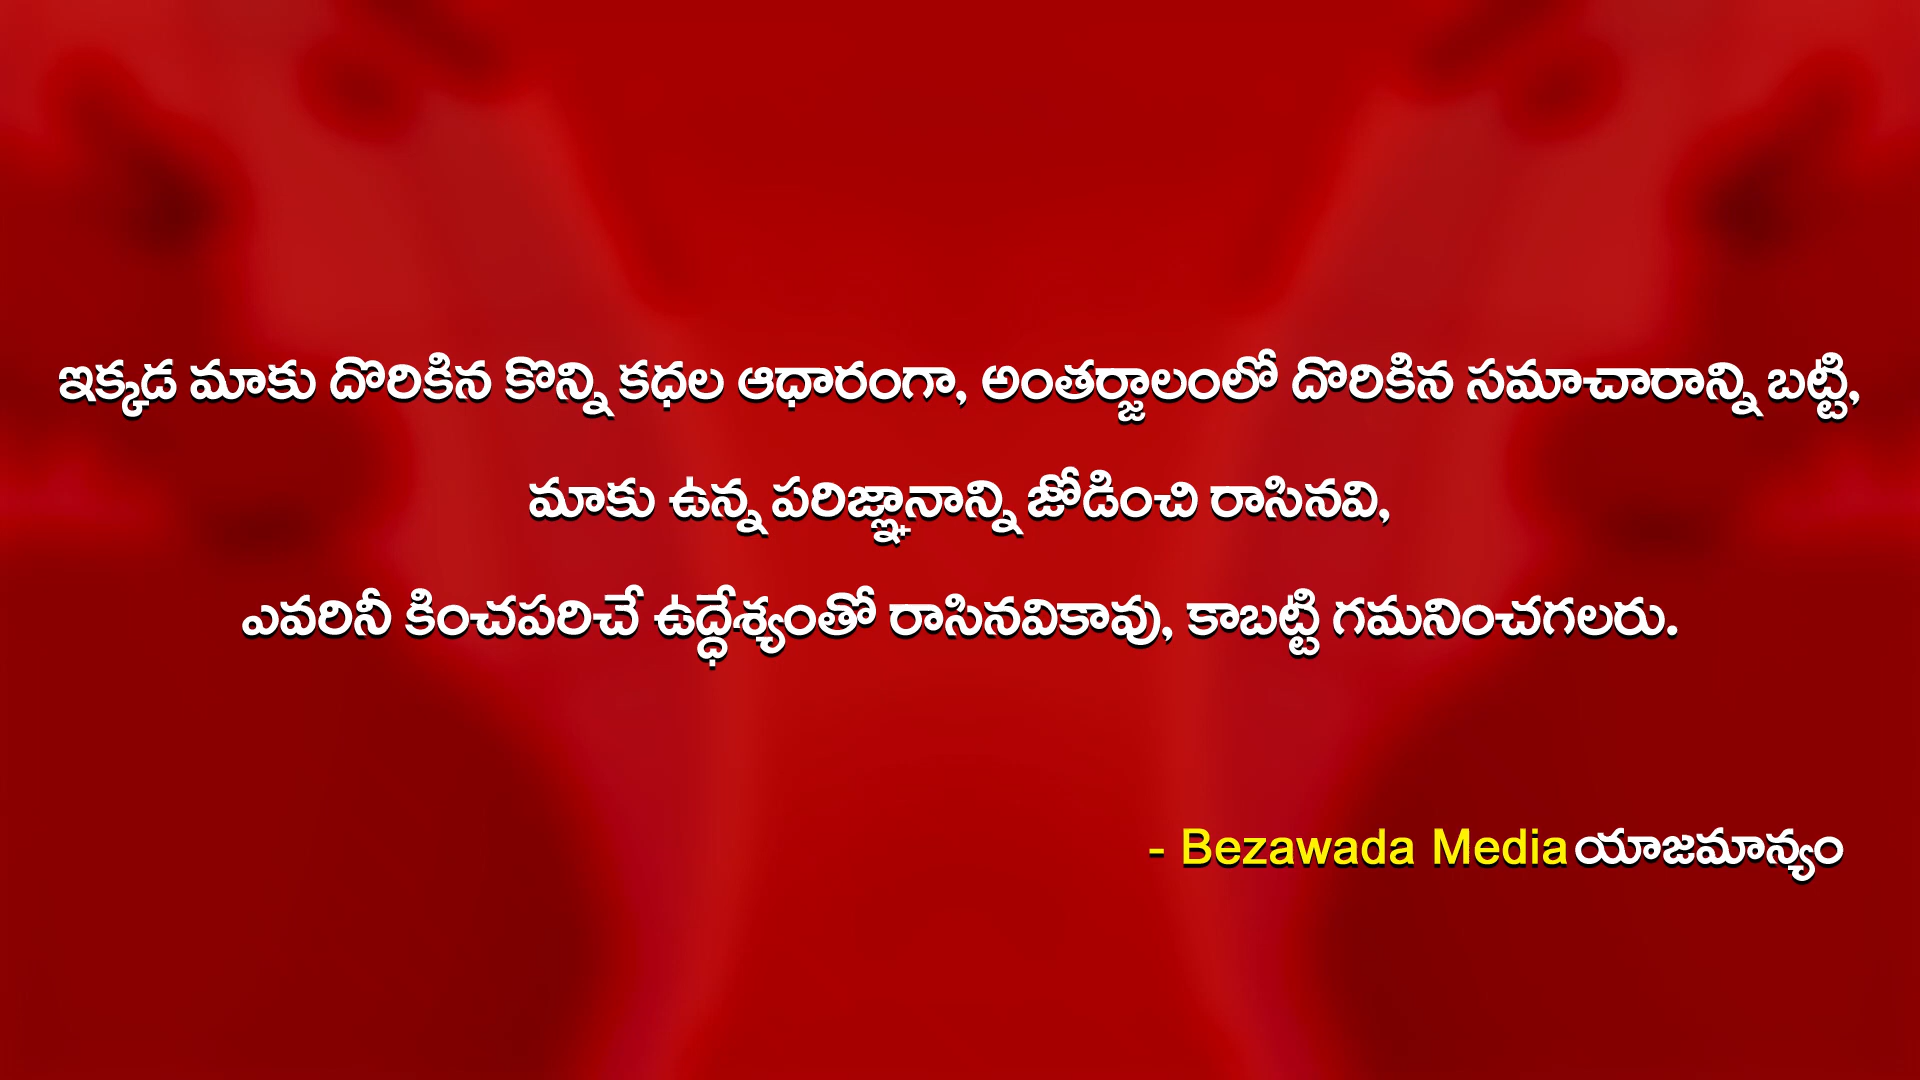 ఇక్కడ మాకు దొరికిన కొన్ని కధల ఆధారంగా, అంతర్జాలంలో దొరికిన సమాచారాన్ని బట్టి,
మాకు ఉన్న పరిజ్ఞానాన్ని జోడించి రాసినవి,
ఎవరినీ కించపరిచే ఉద్ధేశ్యంతో రాసినవికావు, కాబట్టి గమనించగలరు.
- Bezawada Media యాజమాన్యం